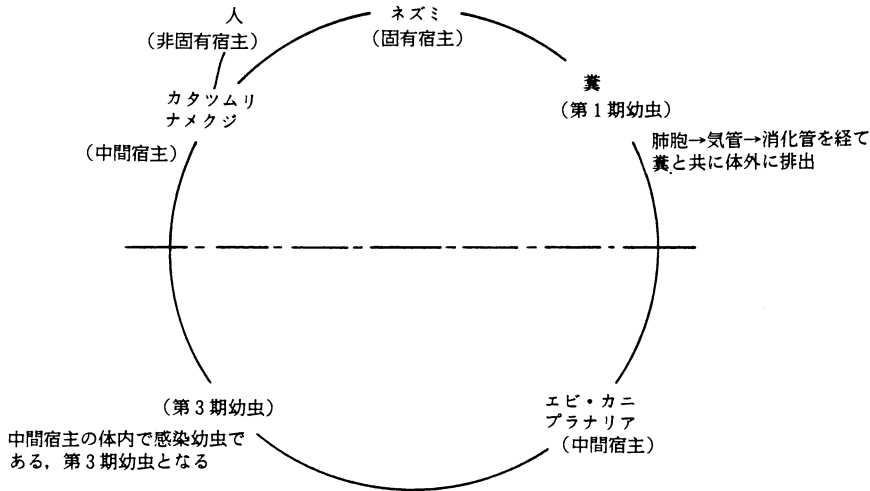 人
(非固有宿主)
ネズミ
(固有宿主)
カタツムリ
ナメクジ
(中間宿主)
糞
(第1期幼虫)
肺胞→気管→消化管を経て
糞と共に体外に排出
(第3期幼虫)
中間宿主の体内で感染幼虫で
ある,第3期幼虫となる
エビ・カニ
プラナリア
(中間宿主)